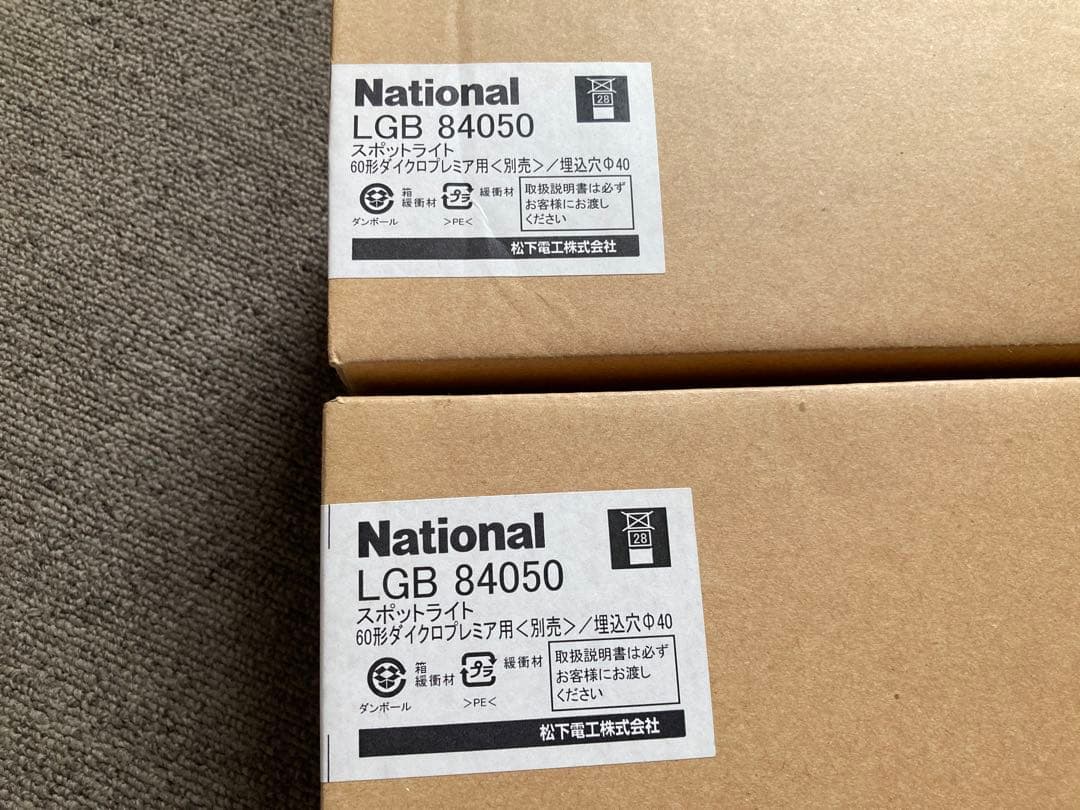 National
28
LGB 84050
スポットライト
60形ダイクロプレミア用<別売>/埋込穴Φ40
箱
緩衝材
プラ
緩衝材
ダンボール
>PE<
取扱説明書は必ず
お客様にお渡し
ください
松下電工株式会社
National
28
LGB 84050
スポットライト
60形ダイクロプレミア用<別売>/埋込穴Φ40
箱
緩衝材
プラ
緩衝材
ダンボール
>PE<
取扱説明書は必ず
お客様にお渡し
ください
松下電工株式会社